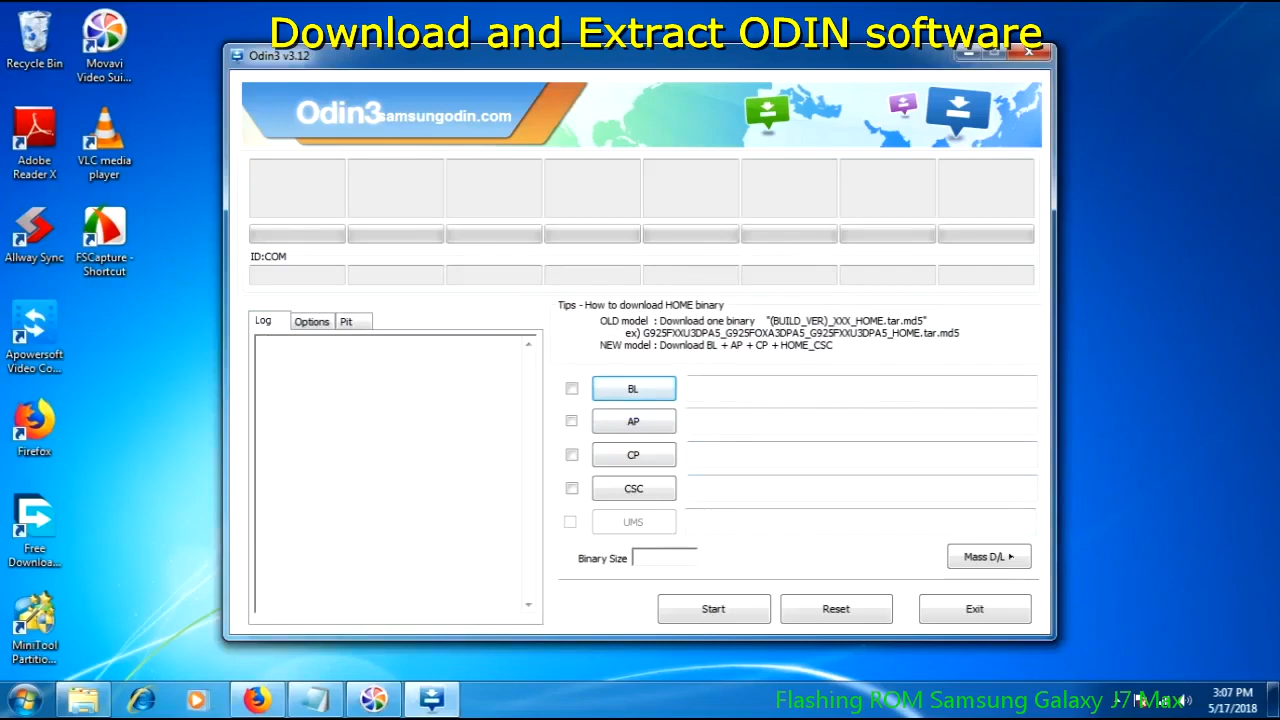 Download and Extract ODIN software
Recycle Bin
Movavi
Video Sui...
Adobe
Reader X
VLC media
player
Allway Sync
FSCapture -
Shortcut
Apowersoft
Video Co...
Firefox
Free
Downloa...
MiniTool
Partitio...
Odin3 v3.12
Odin3
samsungodin.com
ID:COM
Log
Options
Pit
Tips - How to download HOME binary
OLD model : Download one binary "(BUILD_VER)_XXX_HOME.tar.md5"
ex) G925FXXU3DPA5_G925FOXA3DPA5_G925FXXU3DPA5_HOME.tar.md5
NEW model : Download BL + AP + CP + HOME_CSC
BL
AP
CP
CSC
UMS
Binary Size
Mass D/L
Start
Reset
Exit
Flashing ROM Samsung Galaxy J7 Max
3:07 PM
5/17/2018